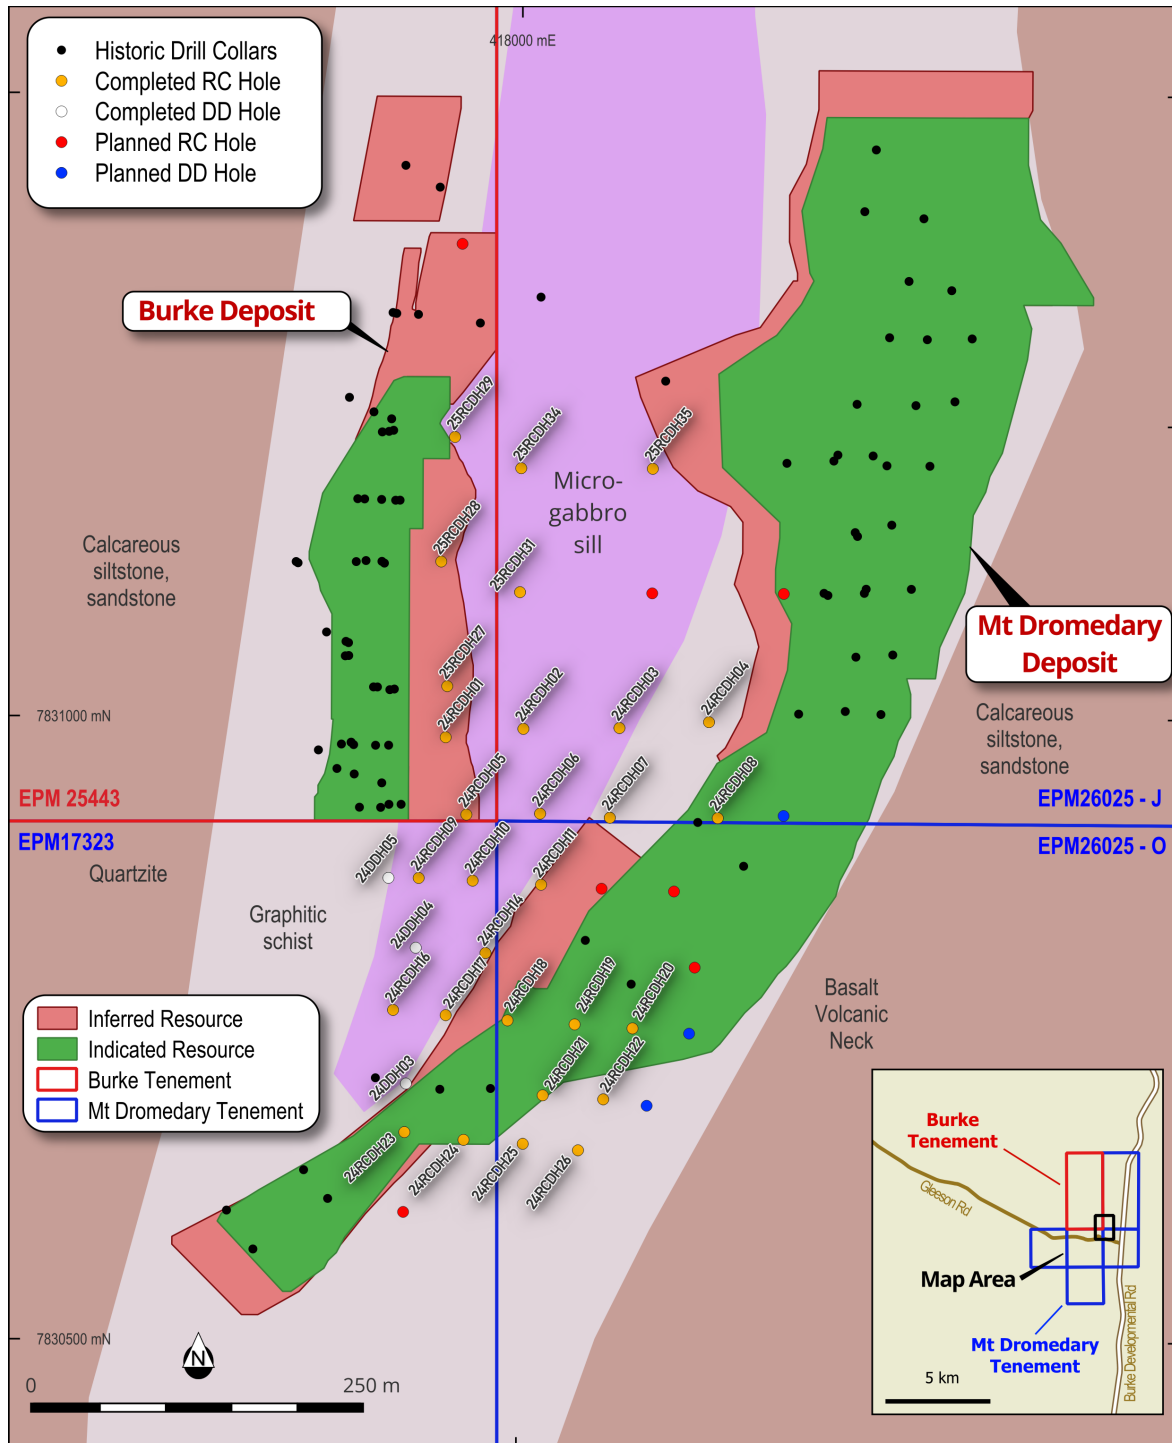 418000 mE
Historic Drill Collars
Completed RC Hole
Completed DD Hole
Planned RC Hole
Planned DD Hole
Burke Deposit
25RCDH29
25RCDH34
25RCDH35
Micro-
gabbro
sill
25RCDH28
25RCDH31
Calcareous
siltstone,
sandstone
Mt Dromedary
Deposit
25RCDH27
24RCDH01
24RCDH02
24RCDH03
24RCDH04
7831000 mN
Calcareous
siltstone,
sandstone
24RCDH05
24RCDH06
24RCDH07
24RCDH08
EPM 25443
EPM26025 - J
EPM17323
EPM26025 - O
Quartzite
24DDH05
24RCDH09
24RCDH10
24RCDH11
Graphitic
schist
24DDH04
24RCDH14
24RCDH16
24RCDH17
24RCDH18
24RCDH19
24RCDH20
Basalt
Volcanic
Neck
Inferred Resource
Indicated Resource
Burke Tenement
Mt Dromedary Tenement
24DDH03
24RCDH21
24RCDH22
24RCDH23
24RCDH24
24RCDH25
24RCDH26
Burke
Tenement
Gleeson Rd
Map Area
Mt Dromedary
Tenement
Burke Developmental Rd
5 km
7830500 mN
N
0
250 m